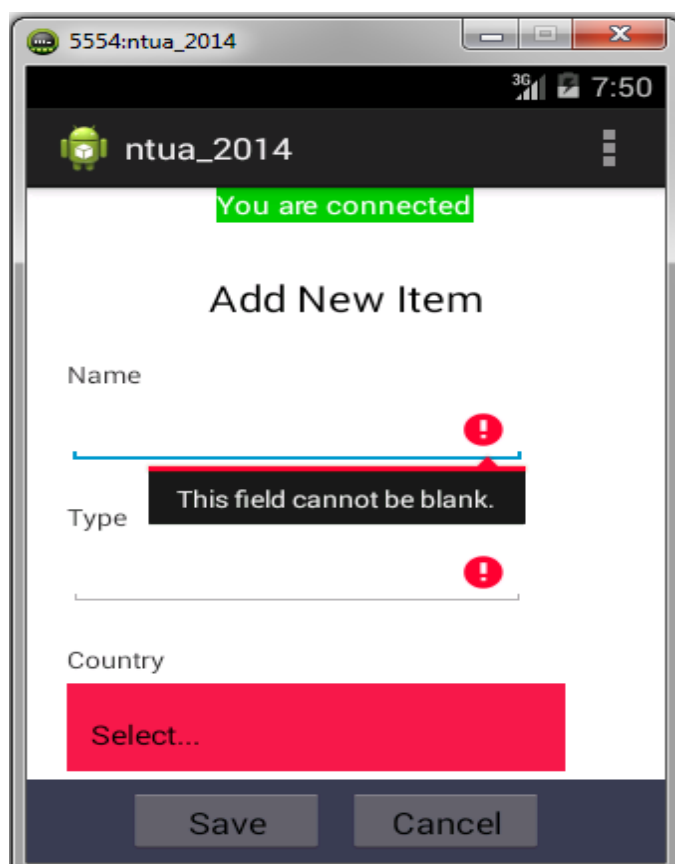 5554:ntua_2014
3G 7:50
ntua_2014
You are connected
Add New Item
Name
This field cannot be blank.
Type
Country
Select...
Save Cancel